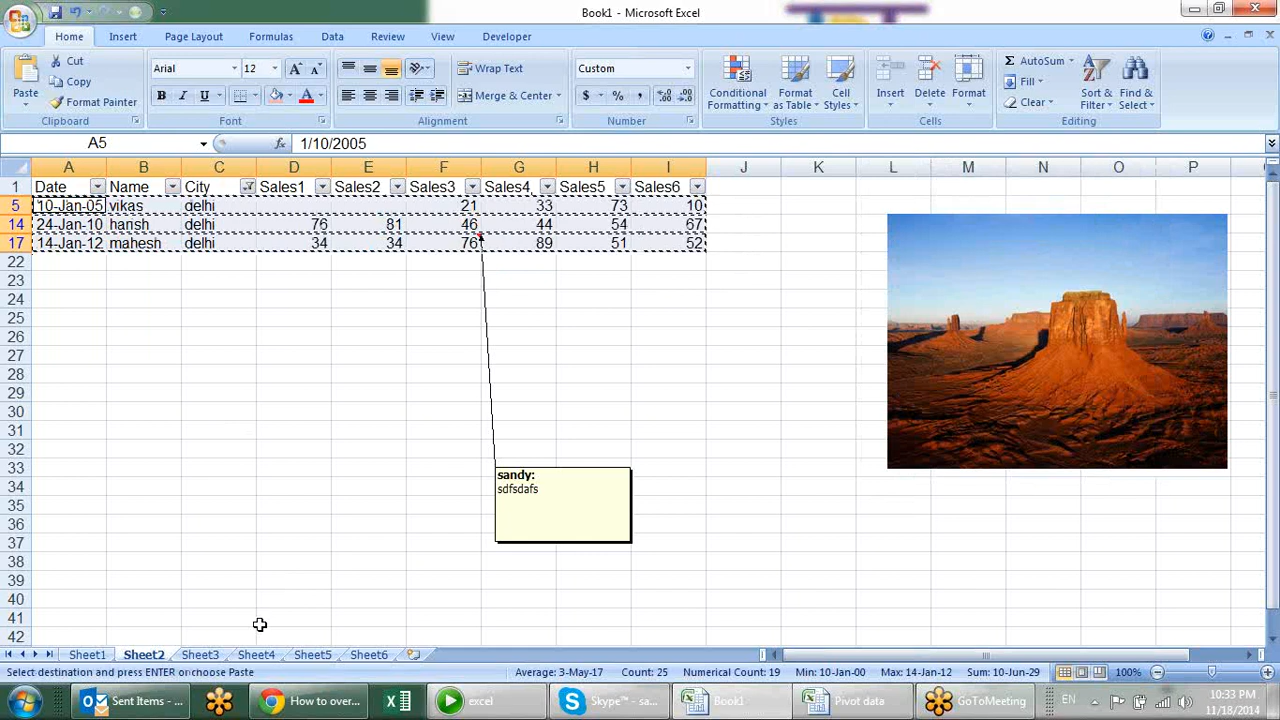 Book1 - Microsoft Excel
Home Insert Page Layout Formulas Data Review View Developer
Cut
Copy
Format Painter
Paste
Clipboard
Arial 12
B I U
Font
Wrap Text
Merge & Center
Alignment
Custom
$ % ,
Number
Conditional Formatting
Format as Table
Cell Styles
Styles
Insert Delete Format
Cells
Σ AutoSum
Fill
Clear
Sort & Filter
Find & Select
Editing
A5 fx 1/10/2005
A B C D E F G H I J K L M N O P
1 Date Name City Sales1 Sales2 Sales3 Sales4 Sales5 Sales6
5 10-Jan-05 vikas delhi 21 33 73 10
14 24-Jan-10 hansh delhi 76 81 46 44 54 67
17 14-Jan-12 mahesh delhi 34 34 76 89 51 52
22
23
24
25
26
27
28
29
30
31
32
33
34
35
36
37
38
39
40
41
42
sandy:
sdfsdafs
Sheet1 Sheet2 Sheet3 Sheet4 Sheet5 Sheet6
Select destination and press ENTER or choose Paste Average: 3-May-17 Count: 25 Numerical Count: 19 Min: 10-Jan-00 Max: 14-Jan-12 Sum: 10-Jun-29 100%
Sent Items - ... How to over... excel Skype™ - sa... Book1 Pivot data GoToMeeting EN 10:33 PM
11/18/2014